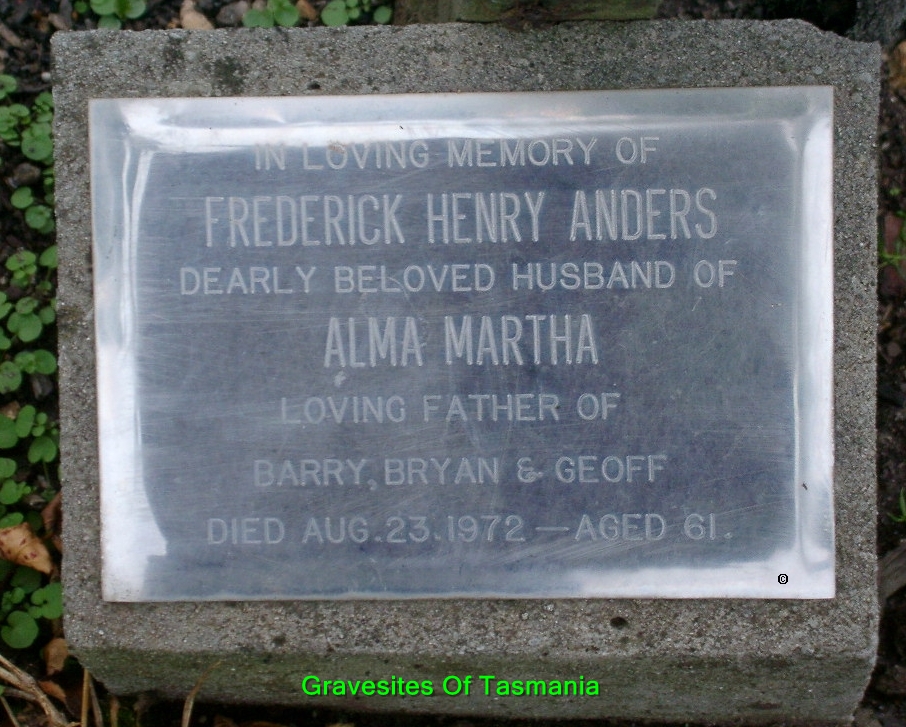 IN LOVING MEMORY OF
FREDERICK HENRY ANDERS
DEARLY BELOVED HUSBAND OF
ALMA MARTHA
LOVING FATHER OF
BARRY, BRYAN & GEOFF
DIED AUG. 23. 1972 — AGED 61.
©
Gravesites Of Tasmania